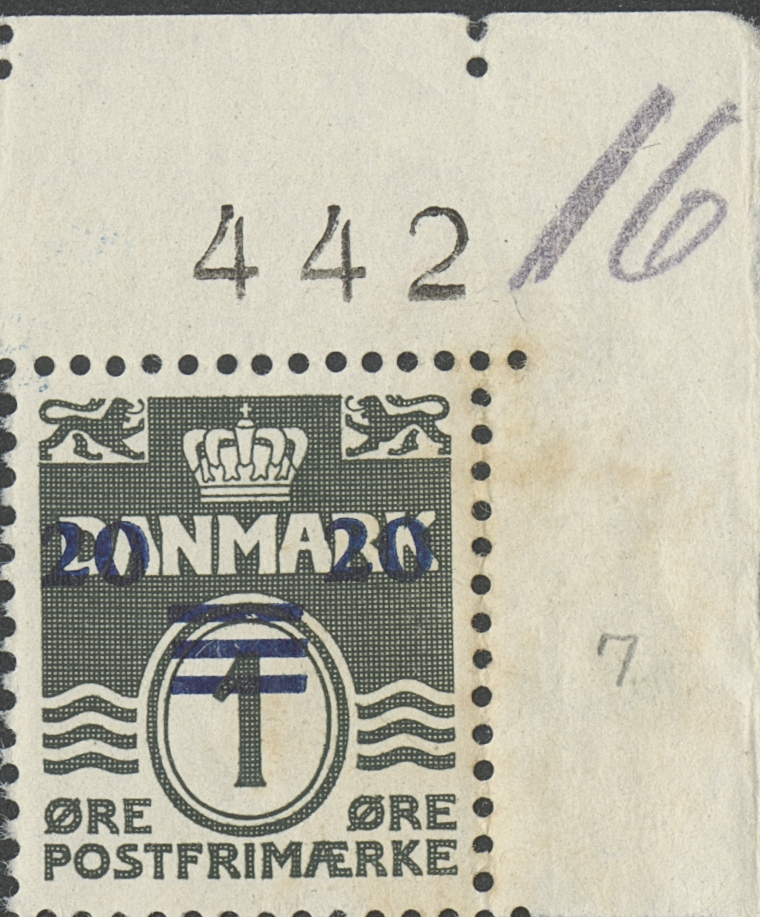 442 16
DANMARK
20 20
7
1
ØRE ØRE
POSTFRIMÆRKE